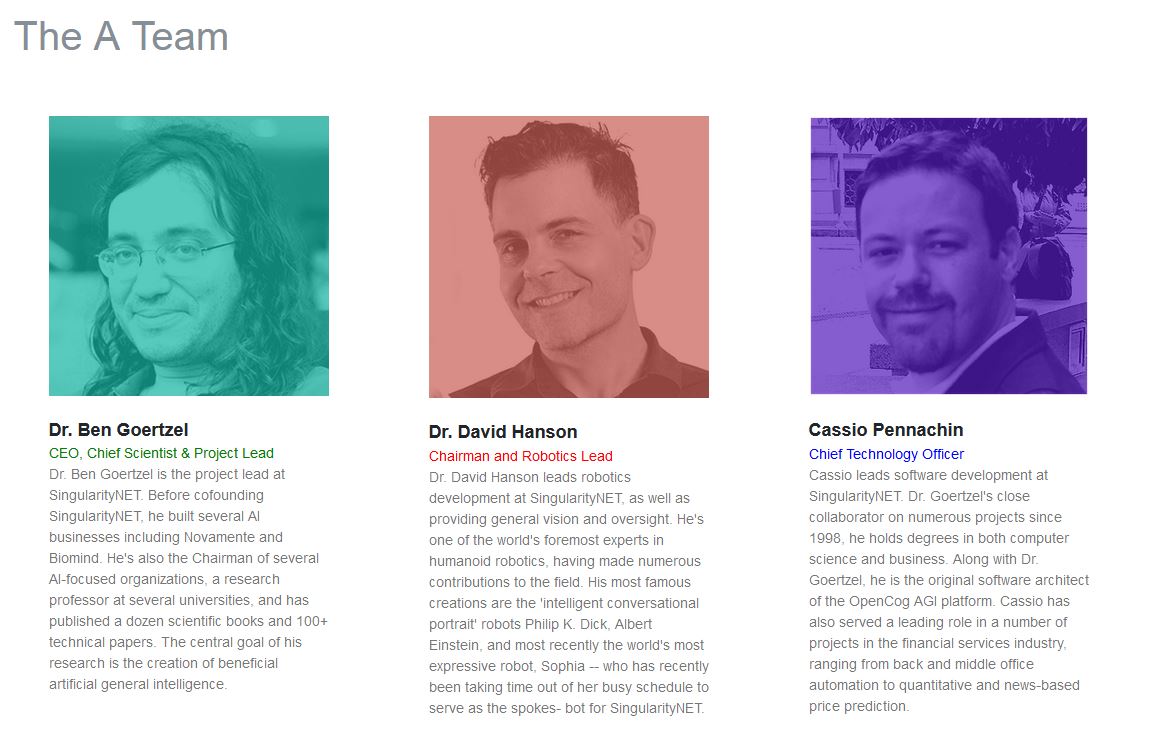 The A Team
Dr. Ben Goertzel
CEO, Chief Scientist & Project Lead
Dr. Ben Goertzel is the project lead at
SingularityNET. Before cofounding
SingularityNET, he built several AI
businesses including Novamente and
Biomind. He's also the Chairman of several
AI-focused organizations, a research
professor at several universities, and has
published a dozen scientific books and 100+
technical papers. The central goal of his
research is the creation of beneficial
artificial general intelligence.
Dr. David Hanson
Chairman and Robotics Lead
Dr. David Hanson leads robotics
development at SingularityNET, as well as
providing general vision and oversight. He's
one of the world's foremost experts in
humanoid robotics, having made numerous
contributions to the field. His most famous
creations are the 'intelligent conversational
portrait' robots Philip K. Dick, Albert
Einstein, and most recently the world's most
expressive robot, Sophia -- who has recently
been taking time out of her busy schedule to
serve as the spokes- bot for SingularityNET.
Cassio Pennachin
Chief Technology Officer
Cassio leads software development at
SingularityNET. Dr. Goertzel's close
collaborator on numerous projects since
1998, he holds degrees in both computer
science and business. Along with Dr.
Goertzel, he is the original software architect
of the OpenCog AGI platform. Cassio has
also served a leading role in a number of
projects in the financial services industry,
ranging from back and middle office
automation to quantitative and news-based
price prediction.